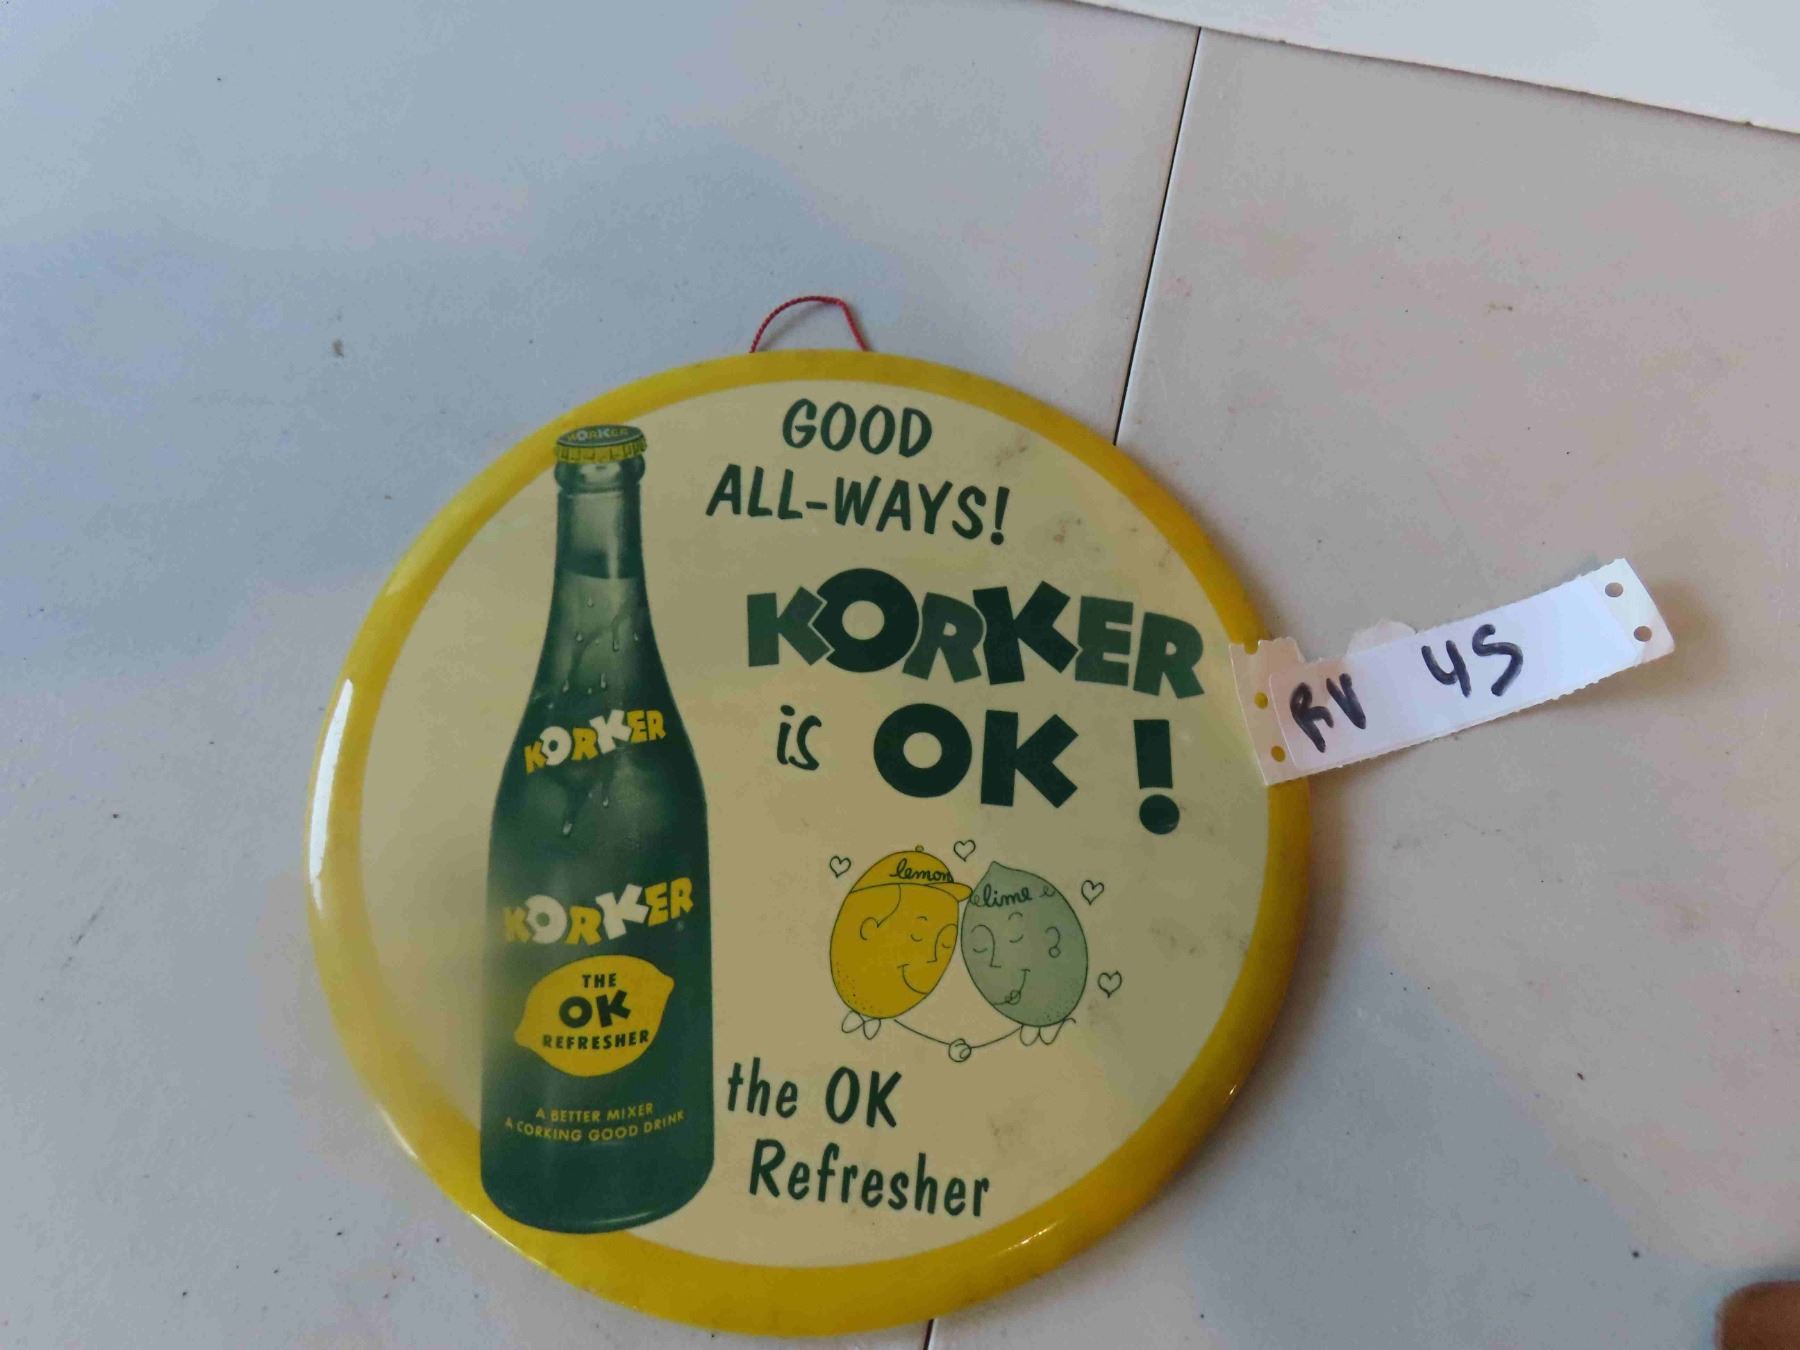 GOOD
ALL-WAYS!
KORKER
is OK!
lemon
lime
the OK
Refresher
KORKER
KORKER
KORKER
THE
OK
REFRESHER
A BETTER MIXER
A CORKING GOOD DRINK
RV 45